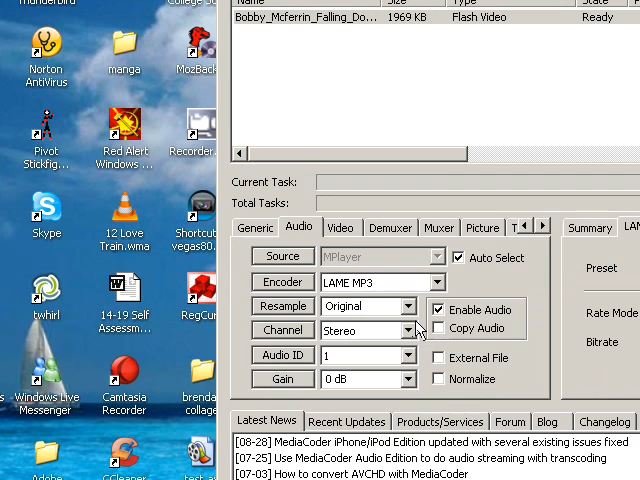 Thunderbird
College S
Norton AntiVirus
manga
MozBack
Pivot Stickfig...
Red Alert Windows ...
Recorder.
Skype
12 Love Train.wma
Shortcut vegas80.
twhirl
14-19 Self Assessm...
RegCur
Windows Live Messenger
Camtasia Recorder
brenda collage
Adobe
CCleaner
test.av
Name Size Type State P
Bobby_Mcferrin_Falling_Do... 1969 KB Flash Video Ready
Current Task:
Total Tasks:
Generic Audio Video Demuxer Muxer Picture T
Summary LAM
Source MPlayer Auto Select
Encoder LAME MP3
Resample Original Enable Audio
Channel Stereo Copy Audio
Audio ID 1 External File
Gain 0 dB Normalize
Preset
Rate Mode
Bitrate
Latest News Recent Updates Products/Services Forum Blog Changelog
[08-28] MediaCoder iPhone/iPod Edition updated with several existing issues fixed
[07-25] Use MediaCoder Audio Edition to do audio streaming with transcoding
[07-03] How to convert AVCHD with MediaCoder